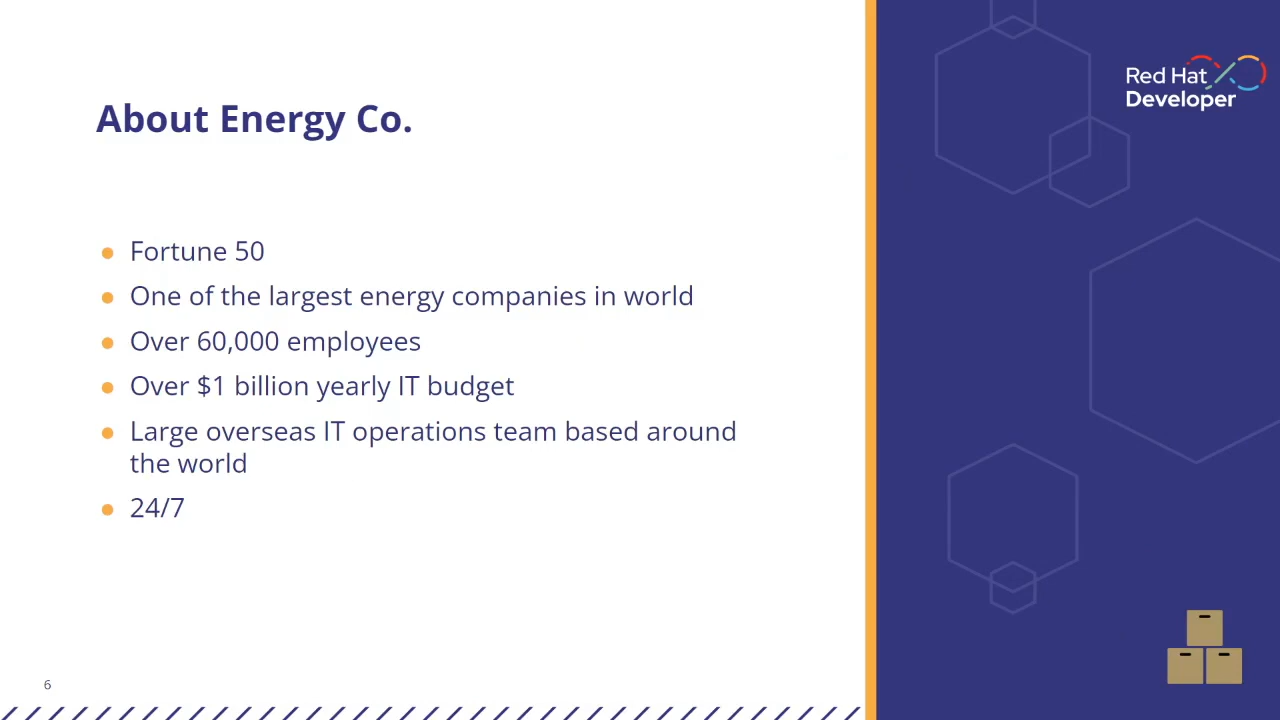 About Energy Co.
Fortune 50
One of the largest energy companies in world
Over 60,000 employees
Over $1 billion yearly IT budget
Large overseas IT operations team based around
the world
24/7
6
Red Hat
Developer